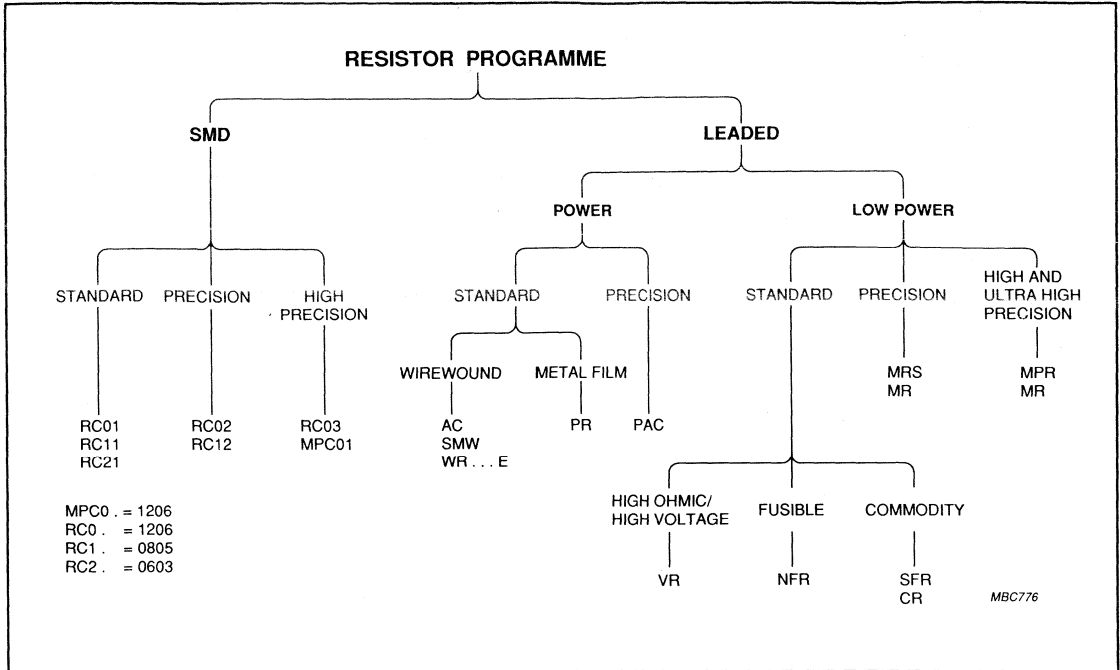 RESISTOR PROGRAMME
SMD
LEADED
POWER
LOW POWER
STANDARD
PRECISION
HIGH
PRECISION
STANDARD
PRECISION
STANDARD
PRECISION
HIGH AND
ULTRA HIGH
PRECISION
WIREWOUND
METAL FILM
MRS
MR
MPR
MR
RC01
RC11
RC21
RC02
RC12
RC03
MPC01
AC
SMW
WR . . . E
PR
PAC
MPC0 . = 1206
RC0 . = 1206
RC1 . = 0805
RC2 . = 0603
HIGH OHMIC/
HIGH VOLTAGE
FUSIBLE
COMMODITY
VR
NFR
SFR
CR
MBC776